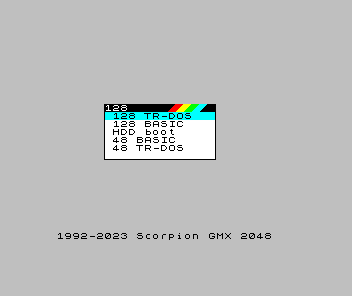 128
128 TR-DOS
128 BASIC
HDD boot
48 BASIC
48 TR-DOS
1992-2023 Scorpion GMX 2048